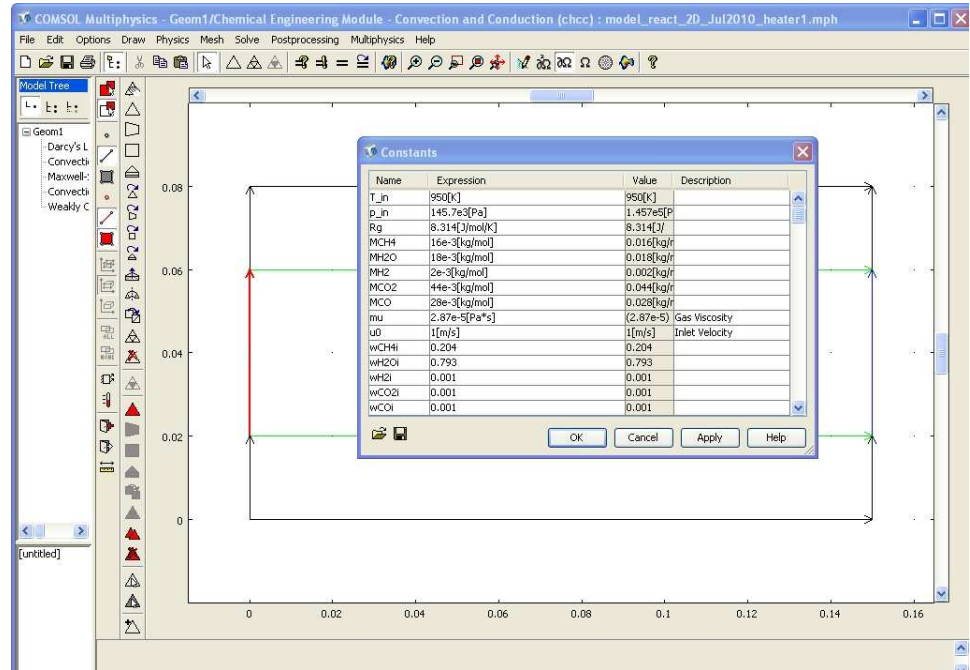 COMSOL Multiphysics - Geom1/Chemical Engineering Module - Convection and Conduction (chcc) : model_react_2D_Jul2010_heater1.mph
File Edit Options Draw Physics Mesh Solve Postprocessing Multiphysics Help
Model Tree
Geom1
Darcy's L
Convecti
Maxwell-
Convecti
Weakly C
[untitled]
Constants
Name Expression Value Description
T_in 950[K] 950[K]
p_in 145.7e3[Pa] 1.457e5[P
Rg 8.314[J/mol/K] 8.314[J/
MCH4 16e-3[kg/mol] 0.016[kg/r
MH2O 18e-3[kg/mol] 0.018[kg/r
MH2 2e-3[kg/mol] 0.002[kg/r
MCO2 44e-3[kg/mol] 0.044[kg/r
MCO 28e-3[kg/mol] 0.028[kg/r
mu 2.87e-5[Pa*s] (2.87e-5) Gas Viscosity
u0 1[m/s] 1[m/s] Inlet Velocity
wCH4i 0.204 0.204
wH2Oi 0.793 0.793
wH2i 0.001 0.001
wCO2i 0.001 0.001
wCOi 0.001 0.001
OK Cancel Apply Help
0.08
0.06
0.04
0.02
0
0 0.02 0.04 0.06 0.08 0.1 0.12 0.14 0.16